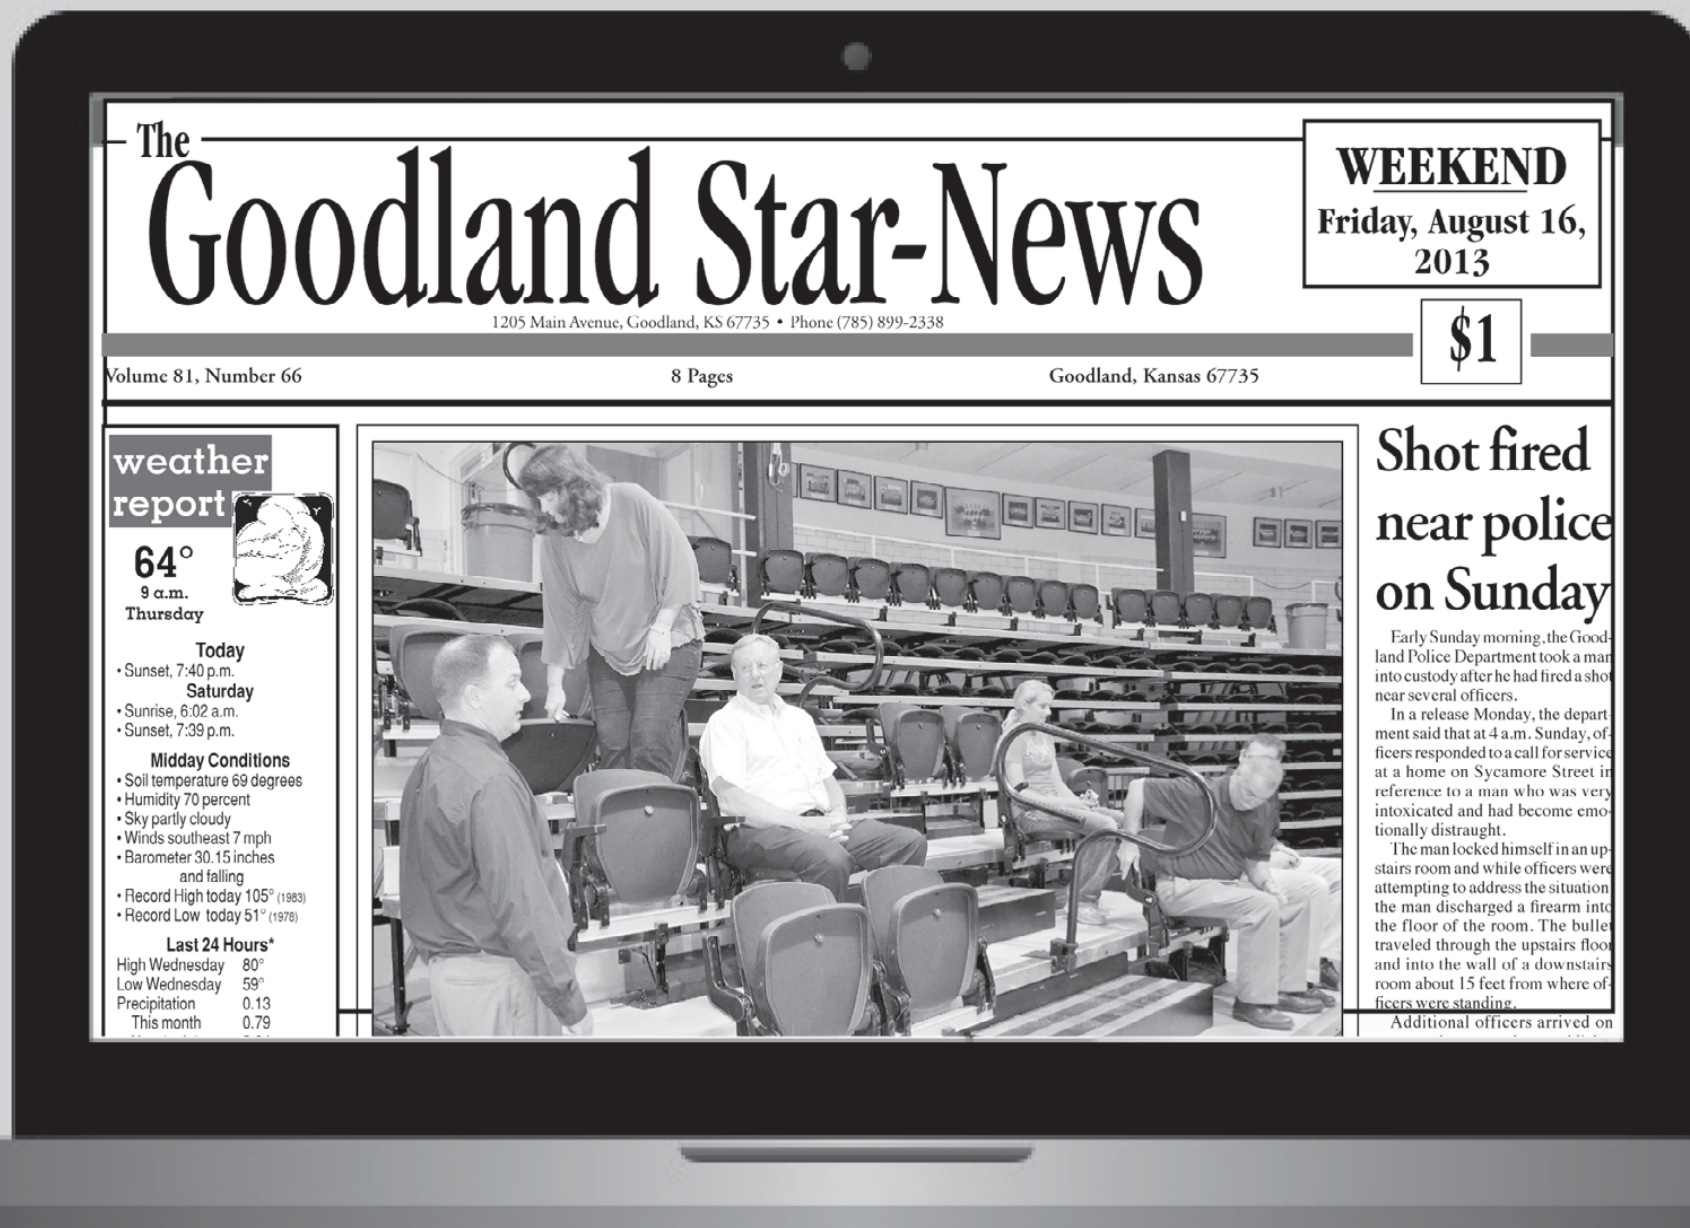 The
Goodland Star-News
1205 Main Avenue, Goodland, KS 67735 • Phone (785) 899-2338
WEEKEND
Friday, August 16,
2013
$1
Volume 81, Number 66
8 Pages
Goodland, Kansas 67735
weather
report
64°
9 a.m.
Thursday
Today
• Sunset, 7:40 p.m.
Saturday
• Sunrise, 6:02 a.m.
• Sunset, 7:39 p.m.
Midday Conditions
• Soil temperature 69 degrees
• Humidity 70 percent
• Sky partly cloudy
• Winds southeast 7 mph
• Barometer 30.15 inches
and falling
• Record High today 105° (1983)
• Record Low today 51° (1978)
Last 24 Hours*
High Wednesday 80°
Low Wednesday 59°
Precipitation 0.13
This month 0.79
Shot fired
near police
on Sunday
Early Sunday morning, the Good-
land Police Department took a man
into custody after he had fired a shot
near several officers.
In a release Monday, the depart-
ment said that at 4 a.m. Sunday, of-
ficers responded to a call for service
at a home on Sycamore Street in
reference to a man who was very
intoxicated and had become emo-
tionally distraught.
The man locked himself in an up-
stairs room and while officers were
attempting to address the situation
the man discharged a firearm into
the floor of the room. The bullet
traveled through the upstairs floor
and into the wall of a downstairs
room about 15 feet from where of-
ficers were standing.
Additional officers arrived on